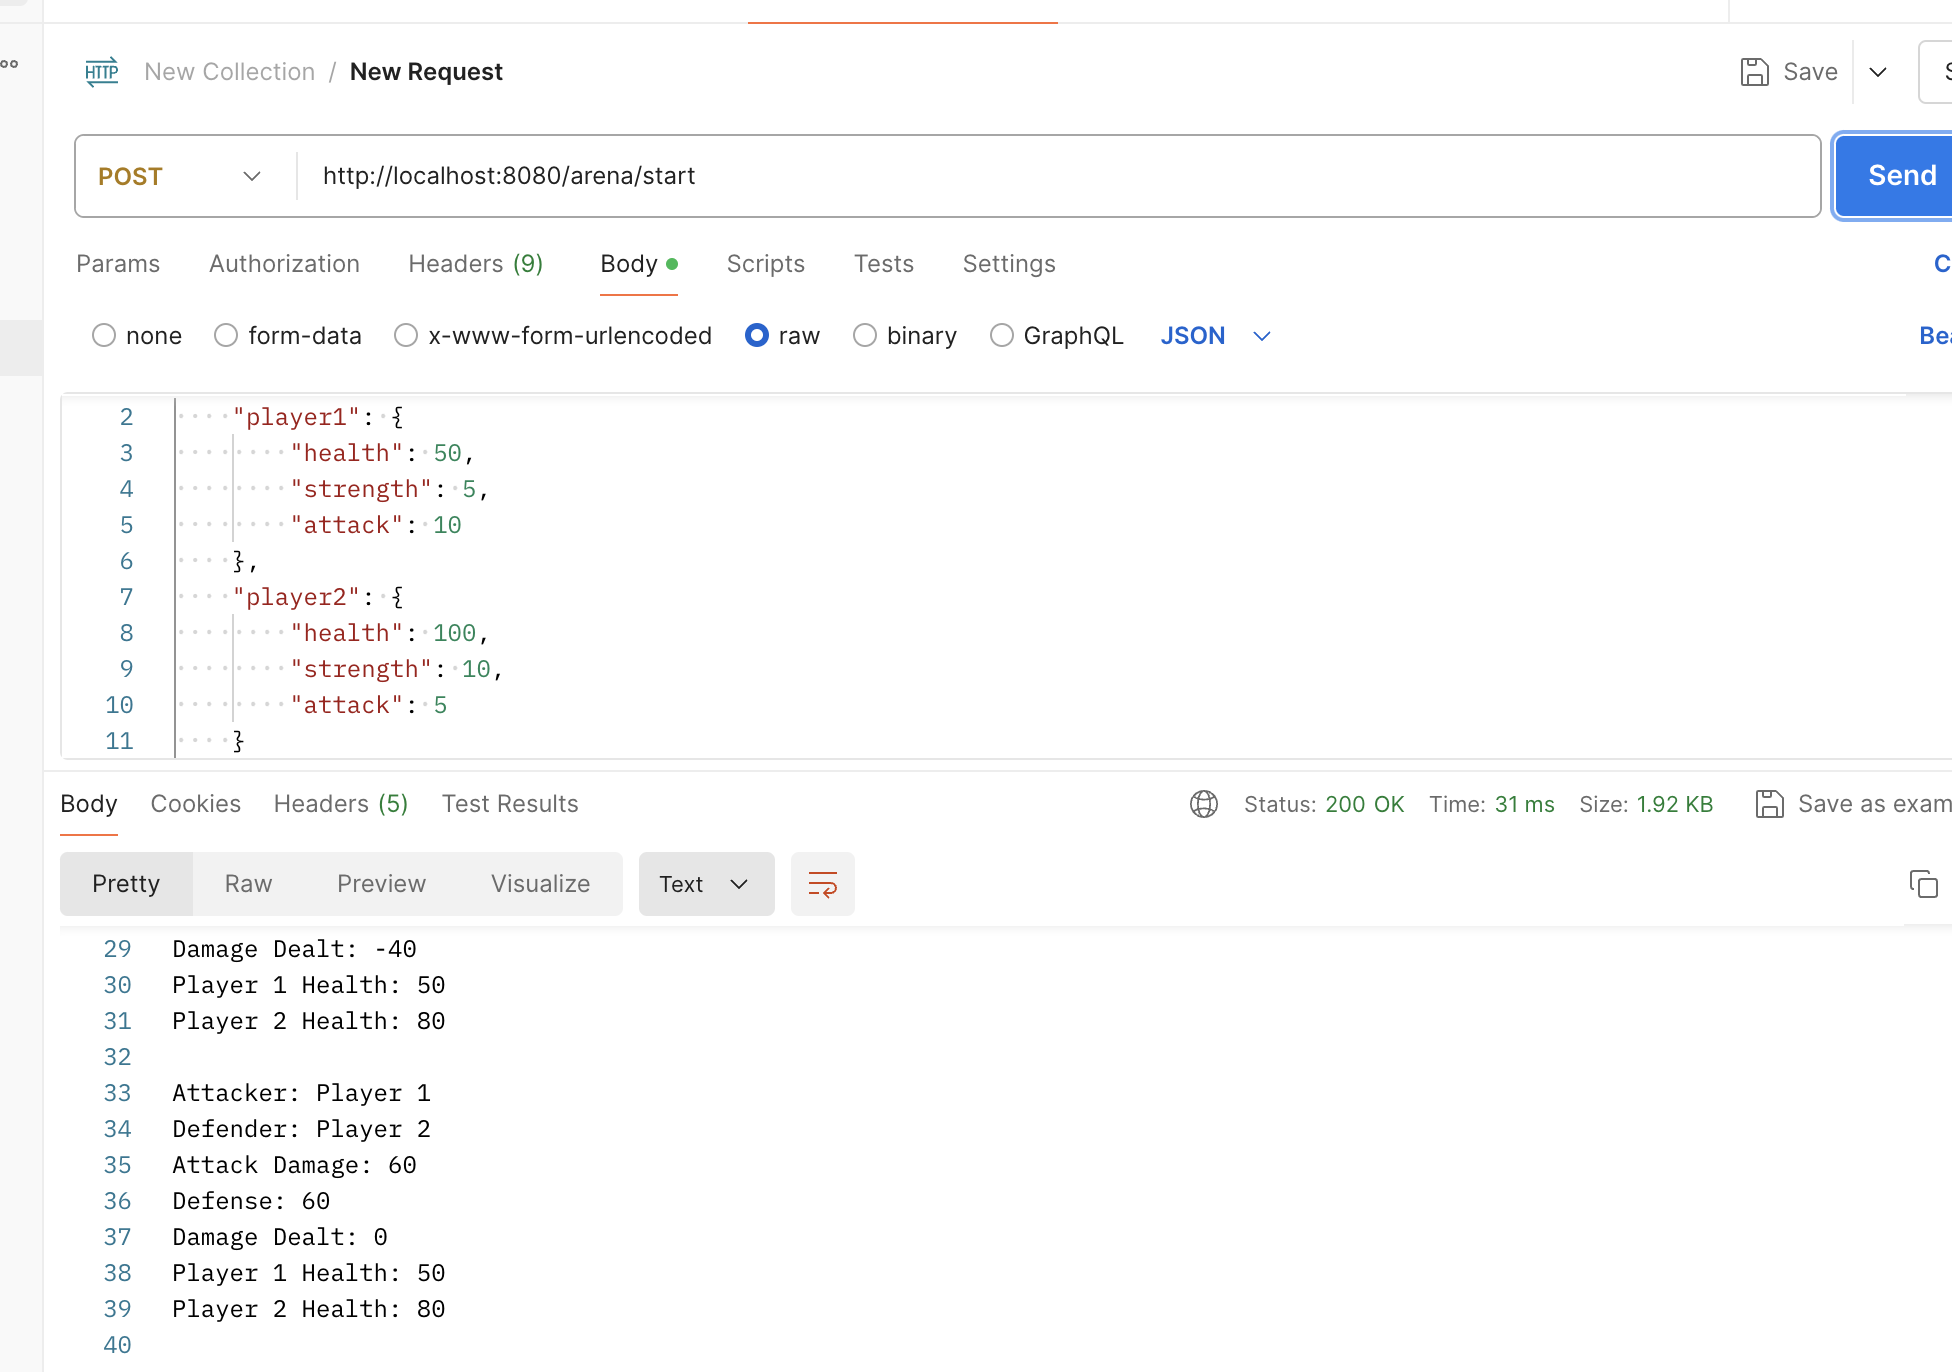 HTTP New Collection / New Request Save
POST http://localhost:8080/arena/start Send
Params Authorization Headers (9) Body Scripts Tests Settings
none form-data x-www-form-urlencoded raw binary GraphQL JSON
2 "player1": {
3 "health": 50,
4 "strength": 5,
5 "attack": 10
6 },
7 "player2": {
8 "health": 100,
9 "strength": 10,
10 "attack": 5
11 }
Body Cookies Headers (5) Test Results Status: 200 OK Time: 31 ms Size: 1.92 KB Save as exam
Pretty Raw Preview Visualize Text
29 Damage Dealt: -40
30 Player 1 Health: 50
31 Player 2 Health: 80
32
33 Attacker: Player 1
34 Defender: Player 2
35 Attack Damage: 60
36 Defense: 60
37 Damage Dealt: 0
38 Player 1 Health: 50
39 Player 2 Health: 80
40